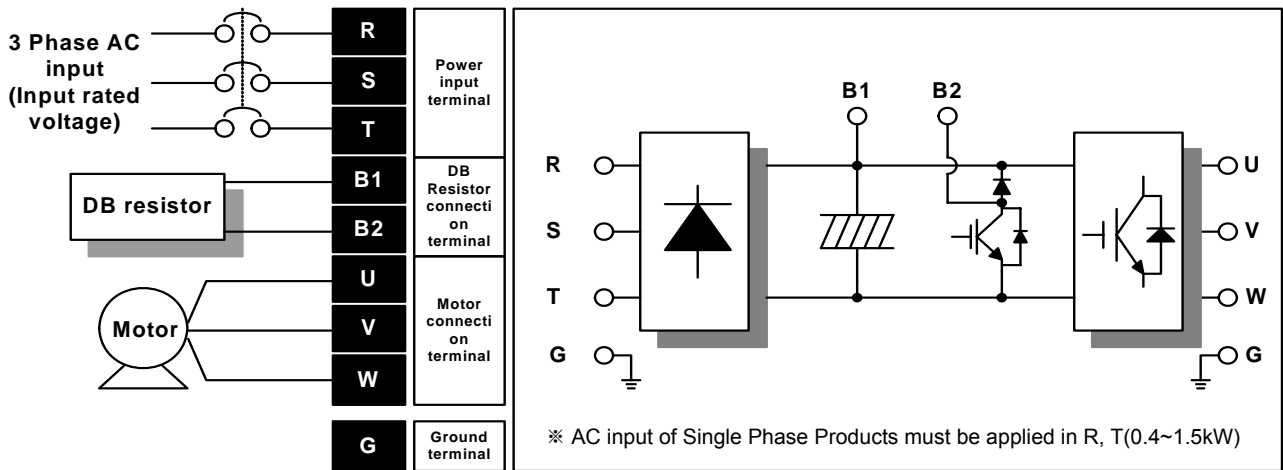 3 Phase AC
input
(Input rated
voltage)
R
S
T
Power
input
terminal
DB resistor
B1
B2
DB
Resistor
connecti
on
terminal
Motor
U
V
W
Motor
connecti
on
terminal
G
Ground
terminal
B1
B2
R
S
T
G
U
V
W
G
※ AC input of Single Phase Products must be applied in R, T(0.4~1.5kW)